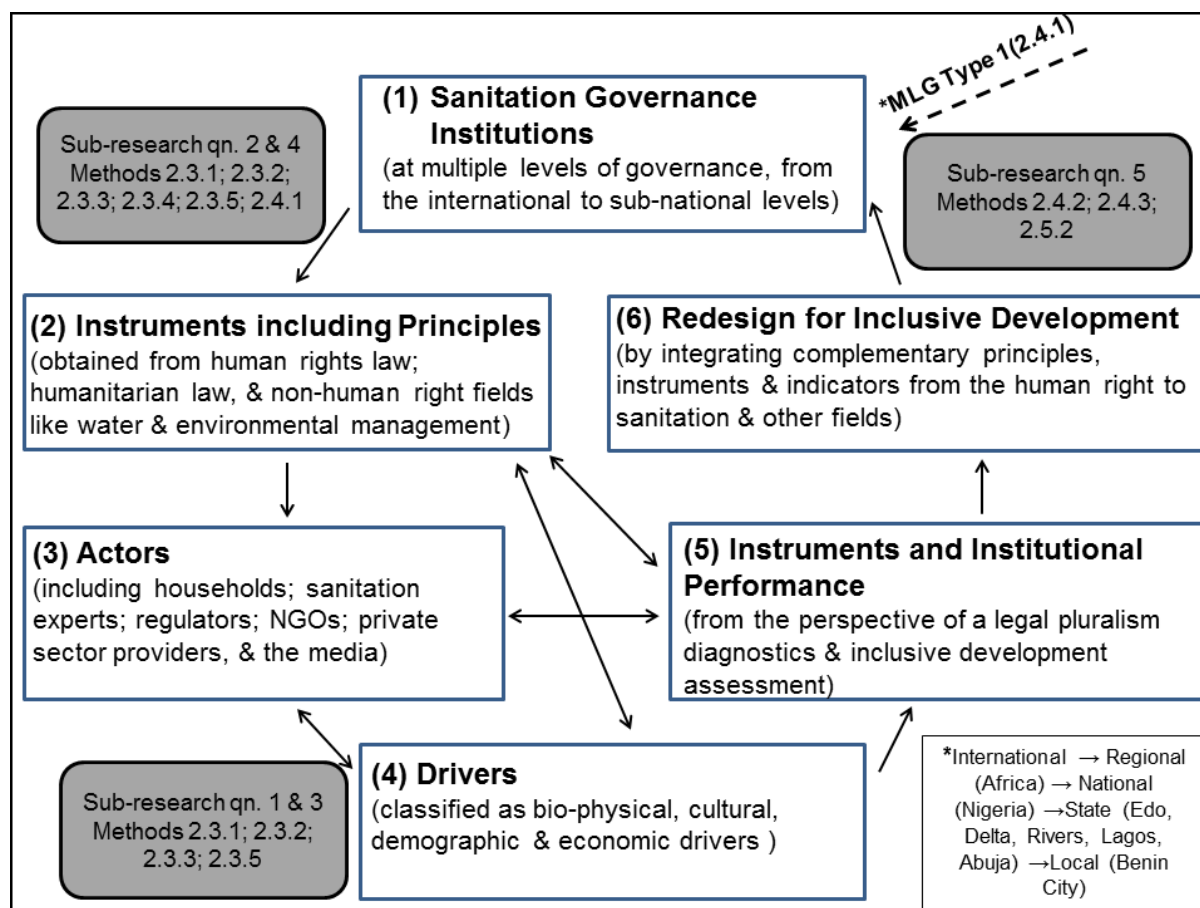 *MLG Type 1(2.4.1)
(1) Sanitation Governance
Institutions
(at multiple levels of governance, from
the international to sub-national levels)
Sub-research qn. 2 & 4
Methods 2.3.1; 2.3.2;
2.3.3; 2.3.4; 2.3.5; 2.4.1
Sub-research qn. 5
Methods 2.4.2; 2.4.3;
2.5.2
(2) Instruments including Principles
(obtained from human rights law;
humanitarian law, & non-human right fields
like water & environmental management)
(6) Redesign for Inclusive Development
(by integrating complementary principles,
instruments & indicators from the human right to
sanitation & other fields)
(3) Actors
(including households; sanitation
experts; regulators; NGOs; private
sector providers, & the media)
(5) Instruments and Institutional
Performance
(from the perspective of a legal pluralism
diagnostics & inclusive development
assessment)
(4) Drivers
(classified as bio-physical, cultural,
demographic & economic drivers )
Sub-research qn. 1 & 3
Methods 2.3.1; 2.3.2;
2.3.3; 2.3.5
*International → Regional
(Africa) → National
(Nigeria) →State (Edo,
Delta, Rivers, Lagos,
Abuja) →Local (Benin
City)